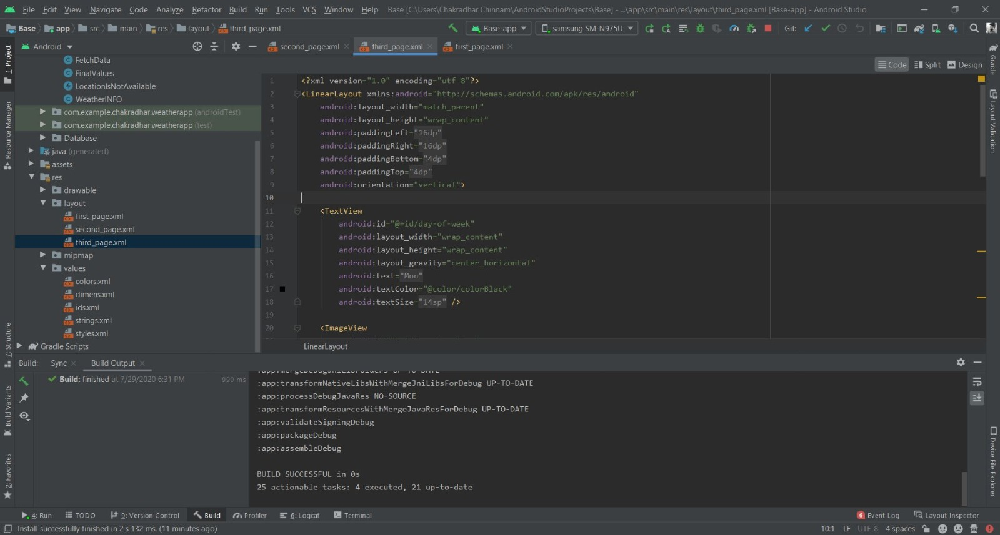 File Edit View Navigate Code Analyze Refactor Build Run Tools VCS Window Help Base [C:\Users\Chakradhar Chinnam\AndroidStudioProjects\Base] - ...\app\src\main\res\layout\third_page.xml [Base-app] - Android Studio
Base app src main res layout third_page.xml Base-app samsung SM-N975U Git:
Android second_page.xml third_page.xml first_page.xml
Code Split Design
1: Project
Resource Manager
Z: Structure
Build Variants
2: Favorites
FetchData
FinalValues
LocationIsNotAvailable
WeatherINFO
com.example.chakradhar.weatherapp (androidTest)
com.example.chakradhar.weatherapp (test)
Database
java (generated)
assets
res
drawable
layout
first_page.xml
second_page.xml
third_page.xml
mipmap
values
colors.xml
dimens.xml
ids.xml
strings.xml
styles.xml
Gradle Scripts
1 <?xml version="1.0" encoding="utf-8"?>
2 <LinearLayout xmlns:android="http://schemas.android.com/apk/res/android"
3 android:layout_width="match_parent"
4 android:layout_height="wrap_content"
5 android:paddingLeft="16dp"
6 android:paddingRight="16dp"
7 android:paddingBottom="4dp"
8 android:paddingTop="4dp"
9 android:orientation="vertical">
10
11 <TextView
12 android:id="@+id/day-of-week"
13 android:layout_width="wrap_content"
14 android:layout_height="wrap_content"
15 android:layout_gravity="center_horizontal"
16 android:text="Mon"
17 android:textColor="@color/colorBlack"
18 android:textSize="14sp" />
19
20 <ImageView
LinearLayout
Gradle
Layout Validation
Device File Explorer
Build: Sync Build Output
Build: finished at 7/29/2020 6:31 PM 990 ms
:app:transformNativeLibsWithMergeJniLibsForDebug UP-TO-DATE
:app:processDebugJavaRes NO-SOURCE
:app:transformResourcesWithMergeJavaResForDebug UP-TO-DATE
:app:validateSigningDebug
:app:packageDebug
:app:assembleDebug
BUILD SUCCESSFUL in 0s
25 actionable tasks: 4 executed, 21 up-to-date
4: Run TODO 9: Version Control Build Profiler 6: Logcat Terminal 6 Event Log Layout Inspector
Install successfully finished in 2 s 132 ms. (11 minutes ago) 10:1 LF UTF-8 4 spaces